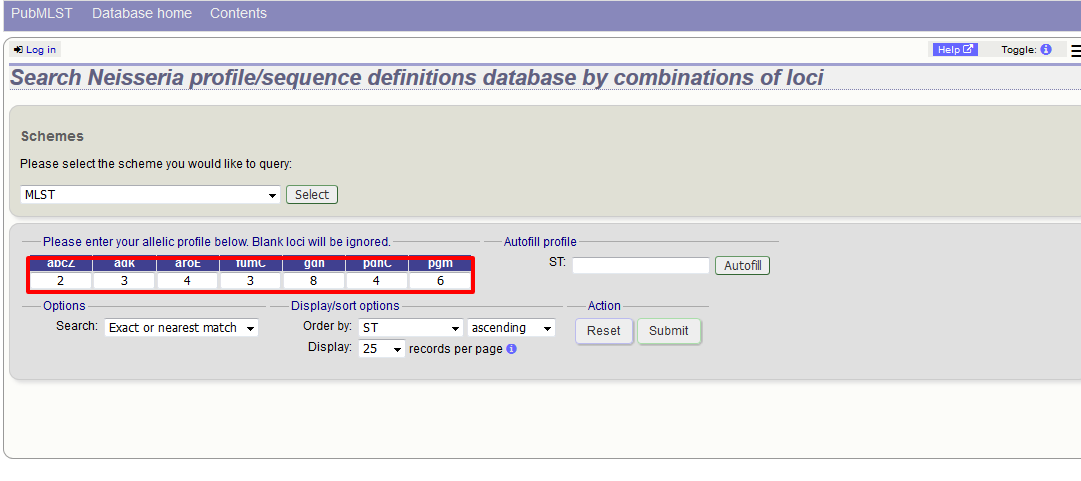 PubMLST Database home Contents
Log in Help Toggle:
Search Neisseria profile/sequence definitions database by combinations of loci
Schemes
Please select the scheme you would like to query:
MLST Select
Please enter your allelic profile below. Blank loci will be ignored. Autofill profile
abcZ adk aroE fumC gdh pdhC pgm ST: Autofill
2 3 4 3 8 4 6
Options Display/sort options Action
Search: Exact or nearest match Order by: ST ascending Reset Submit
Display: 25 records per page